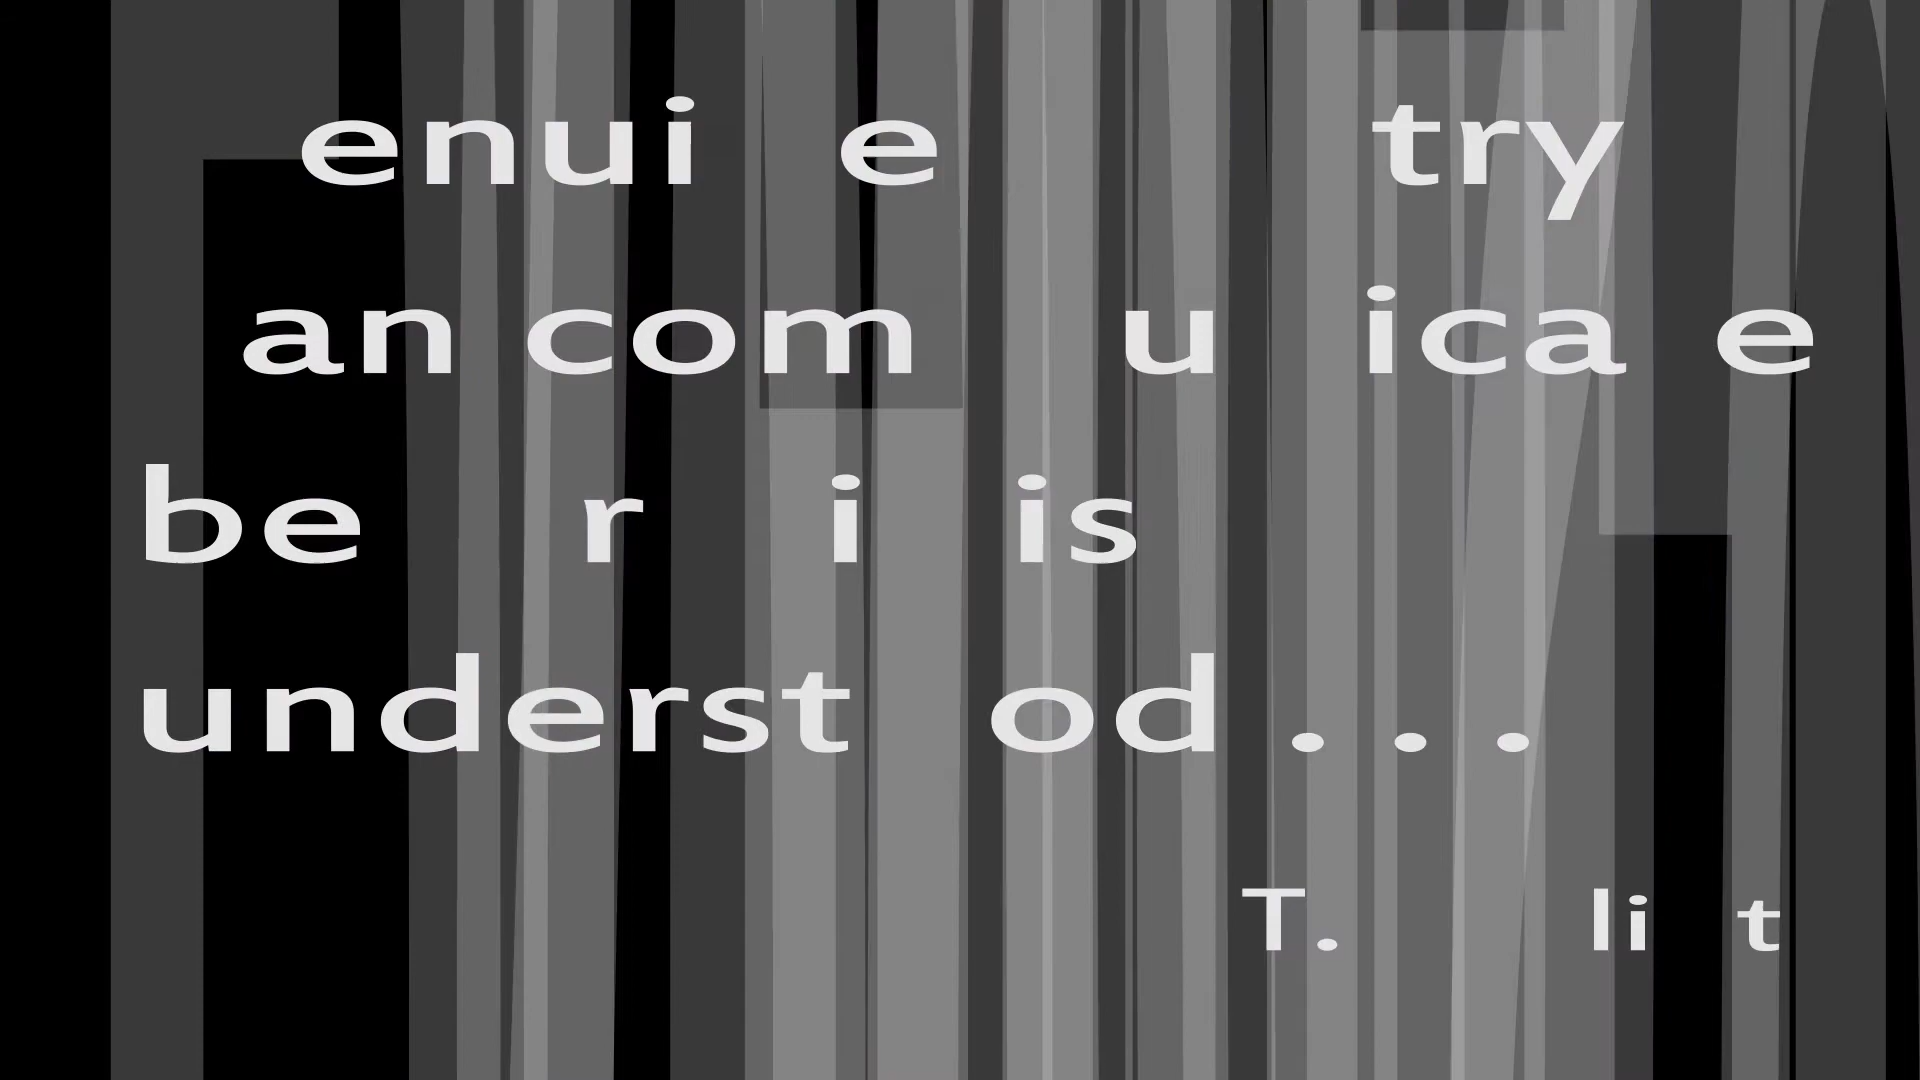 enui e try
an com u ica e
be r i is
underst od . . .
T. li t